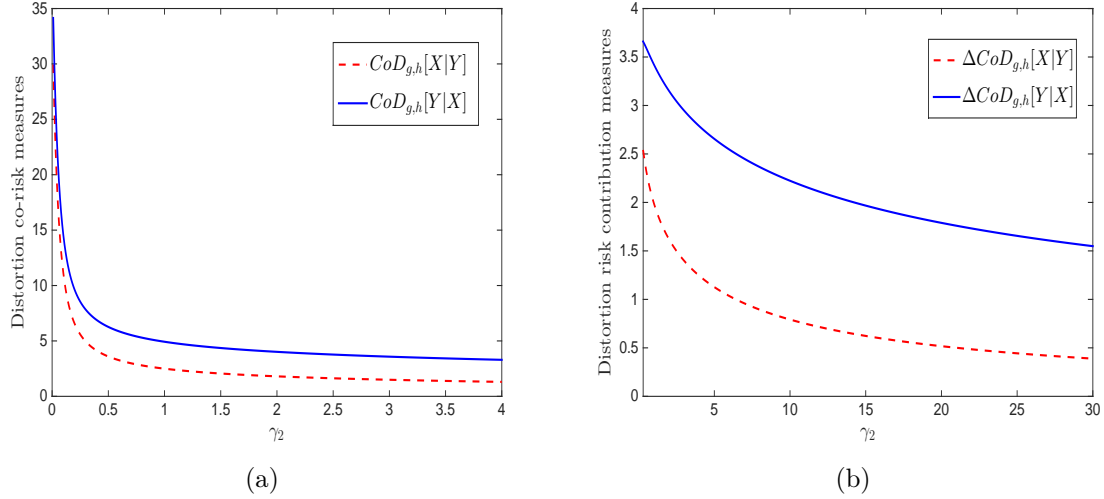 Distortion co-risk measures
35
30
25
20
15
10
5
0
CoD_{g,h}[X|Y]
CoD_{g,h}[Y|X]
0 0.5 1 1.5 2 2.5 3 3.5 4
γ₂
(a)
Distortion risk contribution measures
4
3.5
3
2.5
2
1.5
1
0.5
0
ΔCoD_{g,h}[X|Y]
ΔCoD_{g,h}[Y|X]
5 10 15 20 25 30
γ₂
(b)